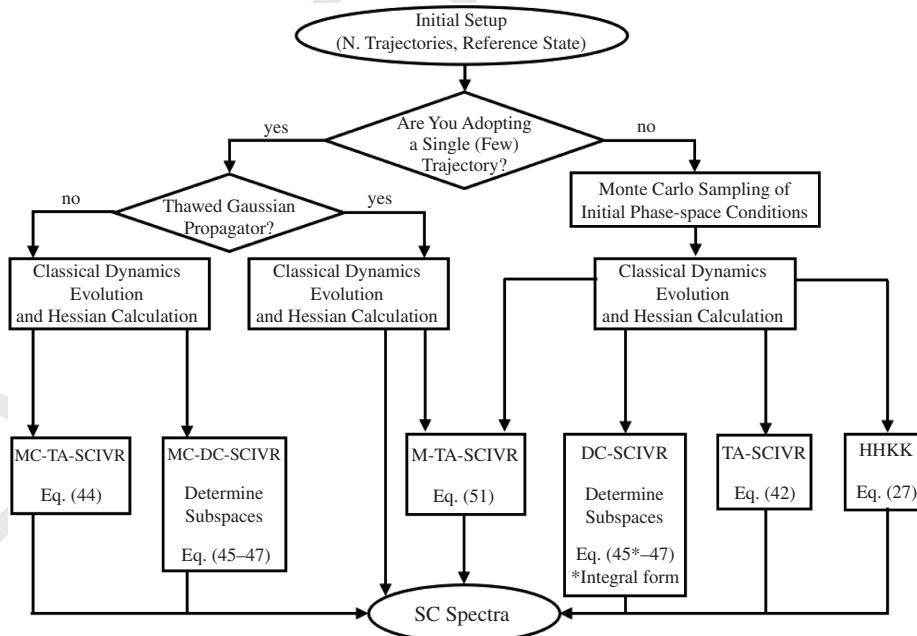 Initial Setup
(N. Trajectories, Reference State)
Are You Adopting
a Single (Few)
Trajectory?
yes
no
Monte Carlo Sampling of
Initial Phase-space Conditions
Thawed Gaussian
Propagator?
no
yes
Classical Dynamics
Evolution
and Hessian Calculation
Classical Dynamics
Evolution
and Hessian Calculation
Classical Dynamics
Evolution
and Hessian Calculation
MC-TA-SCIVR
Eq. (44)
MC-DC-SCIVR
Determine
Subspaces
Eq. (45–47)
M-TA-SCIVR
Eq. (51)
DC-SCIVR
Determine
Subspaces
Eq. (45*–47)
*Integral form
TA-SCIVR
Eq. (42)
HHKK
Eq. (27)
SC Spectra